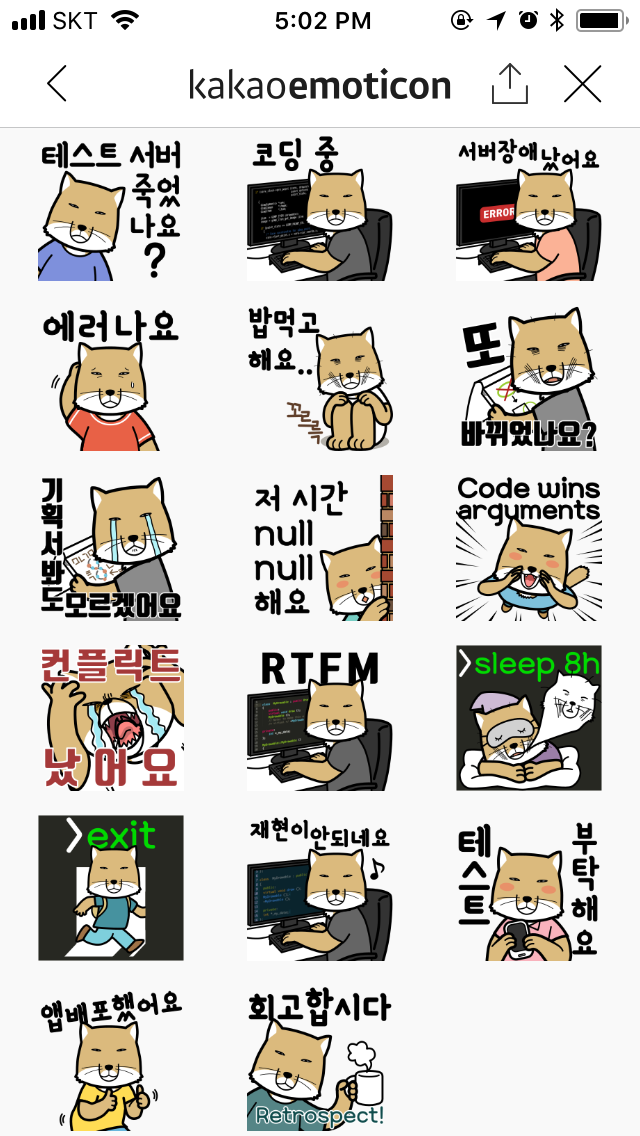 SKT 5:02 PM
kakaoemoticon
테스트 서버
죽었
나요
?
코딩 중
서버장애났어요
ERROR
에러나요
밥먹고
해요..
꼬르륵
또
바뀌었나요?
기획서봐도
모르겠어요
저 시간
null
null
해요
Code wins
arguments
컨플릭트
났어요
RTFM
sleep 8h
exit
재현이안되네요
테스트
부탁해요
앱배포했어요
회고합시다
Retrospect!